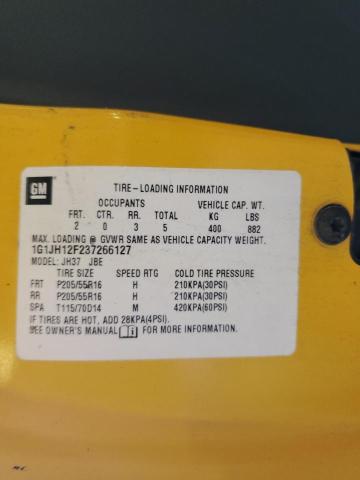 GM
TIRE-LOADING INFORMATION
OCCUPANTS VEHICLE CAP. WT.
FRT. CTR. RR. TOTAL KG LBS
2 0 3 5 400 882
MAX. LOADING @ GVWR SAME AS VEHICLE CAPACITY WEIGHT.
1G1JH12F237266127
MODEL: JH37 JBE
TIRE SIZE SPEED RTG COLD TIRE PRESSURE
FRT P205/55R16 H 210KPA(30PSI)
RR P205/55R16 H 210KPA(30PSI)
SPA T115/70D14 M 420KPA(60PSI)
IF TIRES ARE HOT, ADD 28KPA(4PSI).
SEE OWNER'S MANUAL FOR MORE INFORMATION.